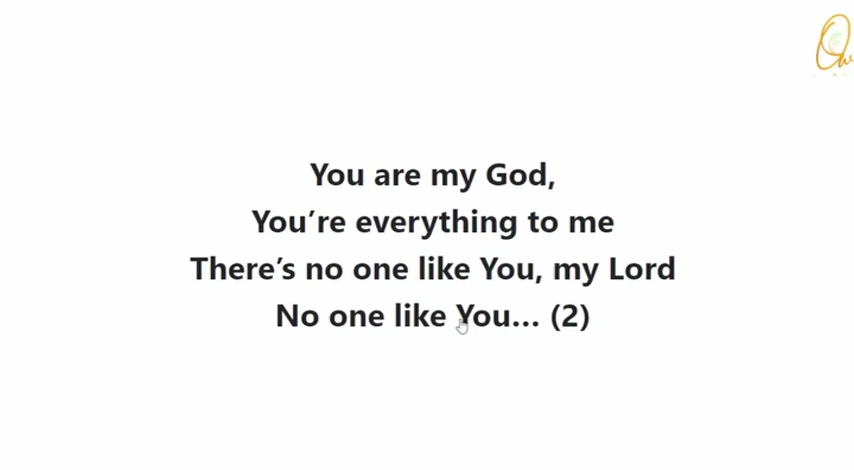 You are my God,
You’re everything to me
There’s no one like You, my Lord
No one like You… (2)